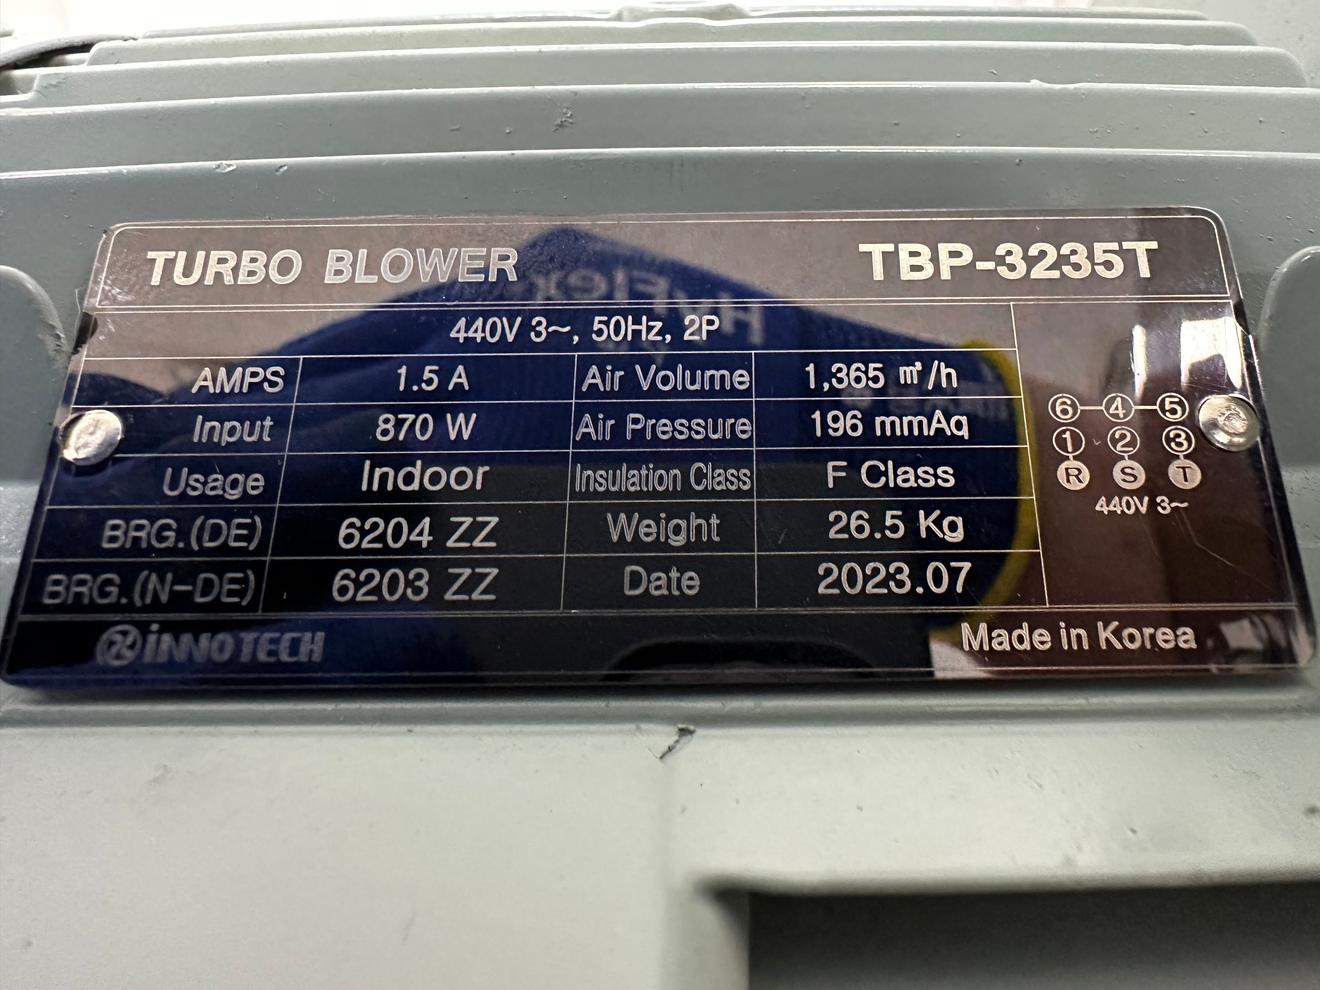 TURBO BLOWER TBP-3235T
440V 3~, 50Hz, 2P
AMPS 1.5 A Air Volume 1,365 m³/h
Input 870 W Air Pressure 196 mmAq
Usage Indoor Insulation Class F Class
BRG.(DE) 6204 ZZ Weight 26.5 Kg
BRG.(N-DE) 6203 ZZ Date 2023.07
⑥-④-⑤
① ② ③
R S T
440V 3~
INNOTECH Made in Korea
HyFlex